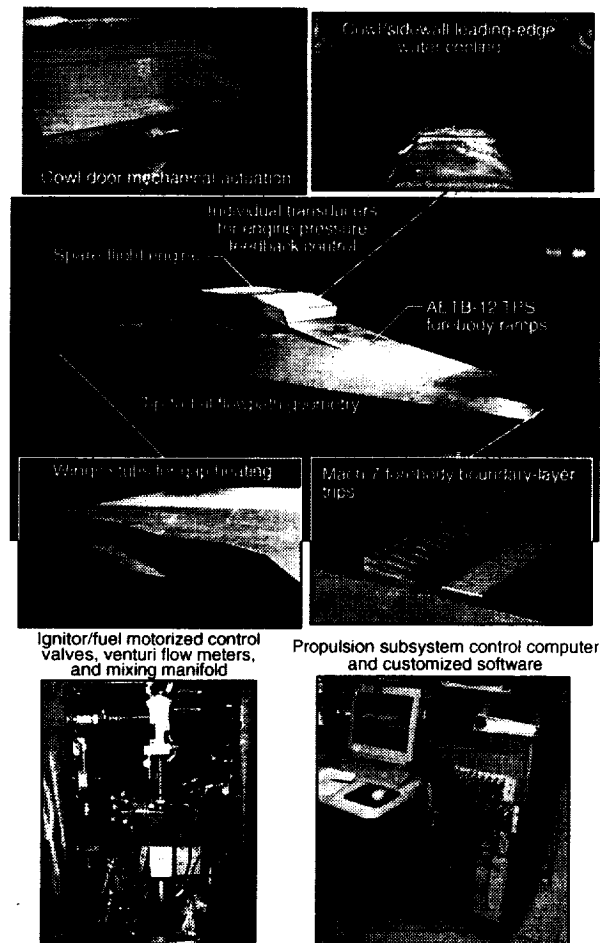 Cowl/sidewall leading-edge
water cooling
Cowl door mechanical actuation
Individual transducers
for engine pressure
feedback control
Spare flight engine
AETB-12 TPS
forebody ramps
flowpath geometry
Wing stubs for gap heating
Mach 7 forebody boundary-layer
trips
Ignitor/fuel motorized control
valves, venturi flow meters,
and mixing manifold
Propulsion subsystem control computer
and customized software